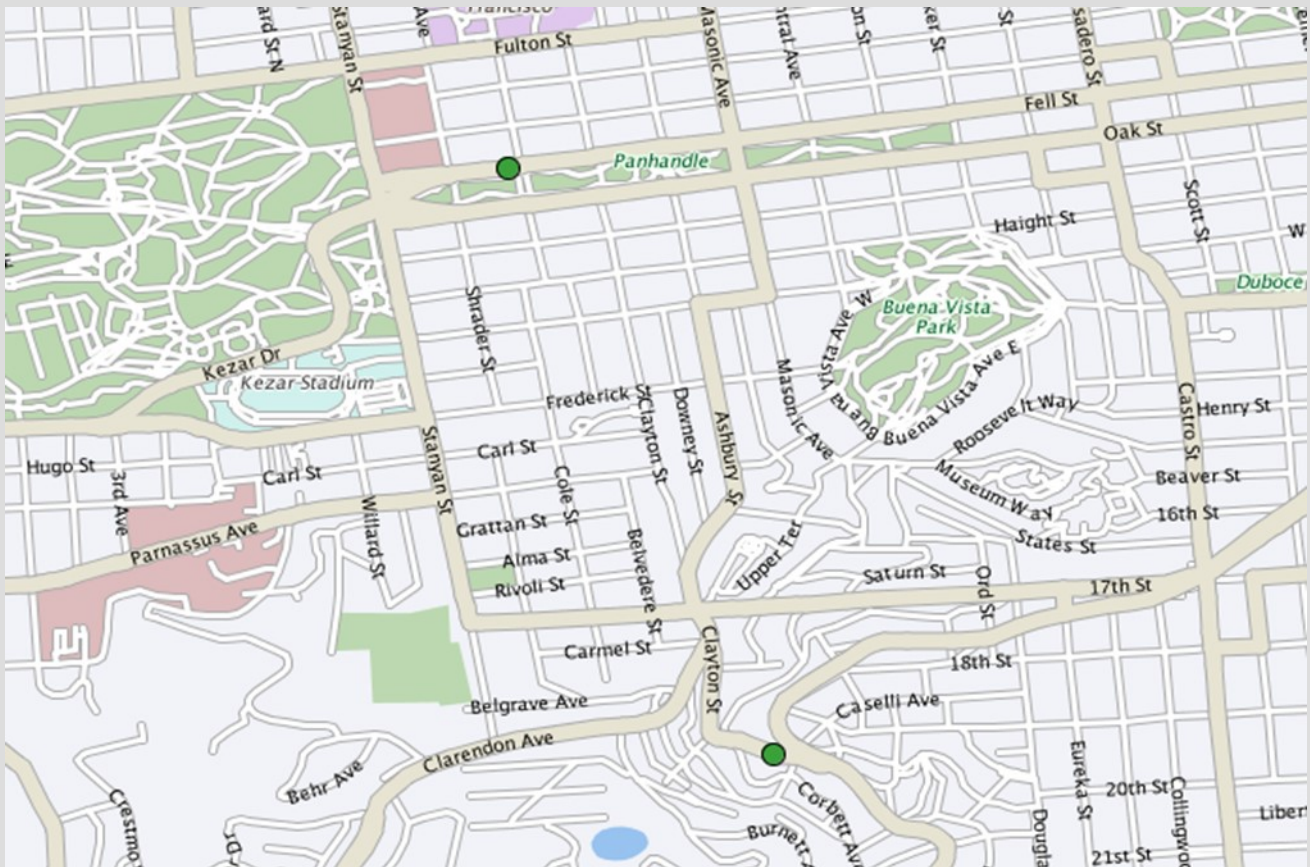 Francisco
Fulton St
Stanyan St
Ave
Masonic Ave
Fell St
Oak St
Panhandle
Haight St
Scott St
Duboce
Buena Vista
Park
Buena Vista Ave W
Buena Vista Ave E
Shrader St
Kezar Dr
Kezar Stadium
Frederick St
Clayton St
Downey St
Ashbury St
Masonic Ave
Roosevelt Way
Castro St
Henry St
Hugo St
3rd Ave
Carl St
Carl St
Stanyan St
Cole St
Museum Way
Beaver St
16th St
States St
Parnassus Ave
Willard St
Grattan St
Alma St
Rivoli St
Belvedere St
Upper Ter
Saturn St
Ord St
17th St
Carmel St
Clayton St
18th St
Belgrave Ave
Caselli Ave
Clarendon Ave
Behr Ave
Corbett Av
Eureka St
20th St
Burnett
21st St